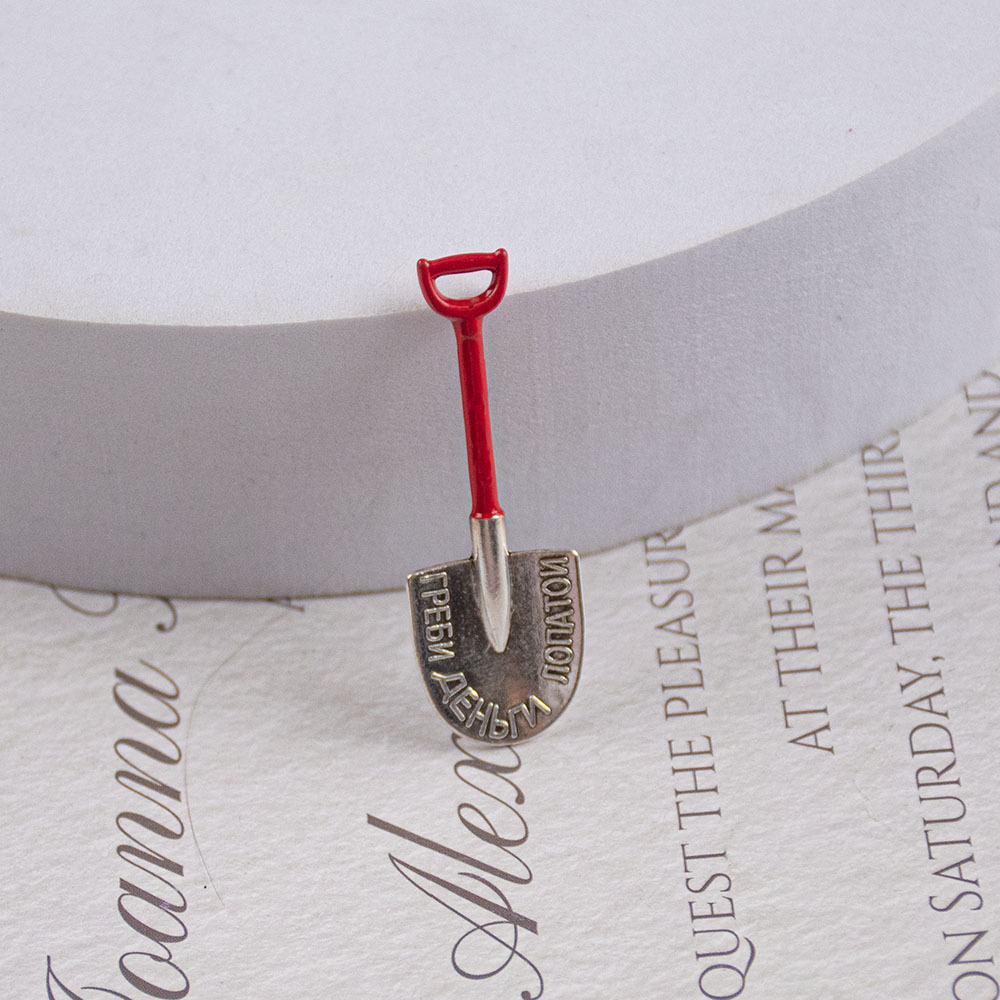 ГРЕБИ ДЕНЬГИ ЛОПАТОЙ
Joanna
Alex
QUEST THE PLEASUR
AT THEIR
ON SATURDAY, THE THIR
AND